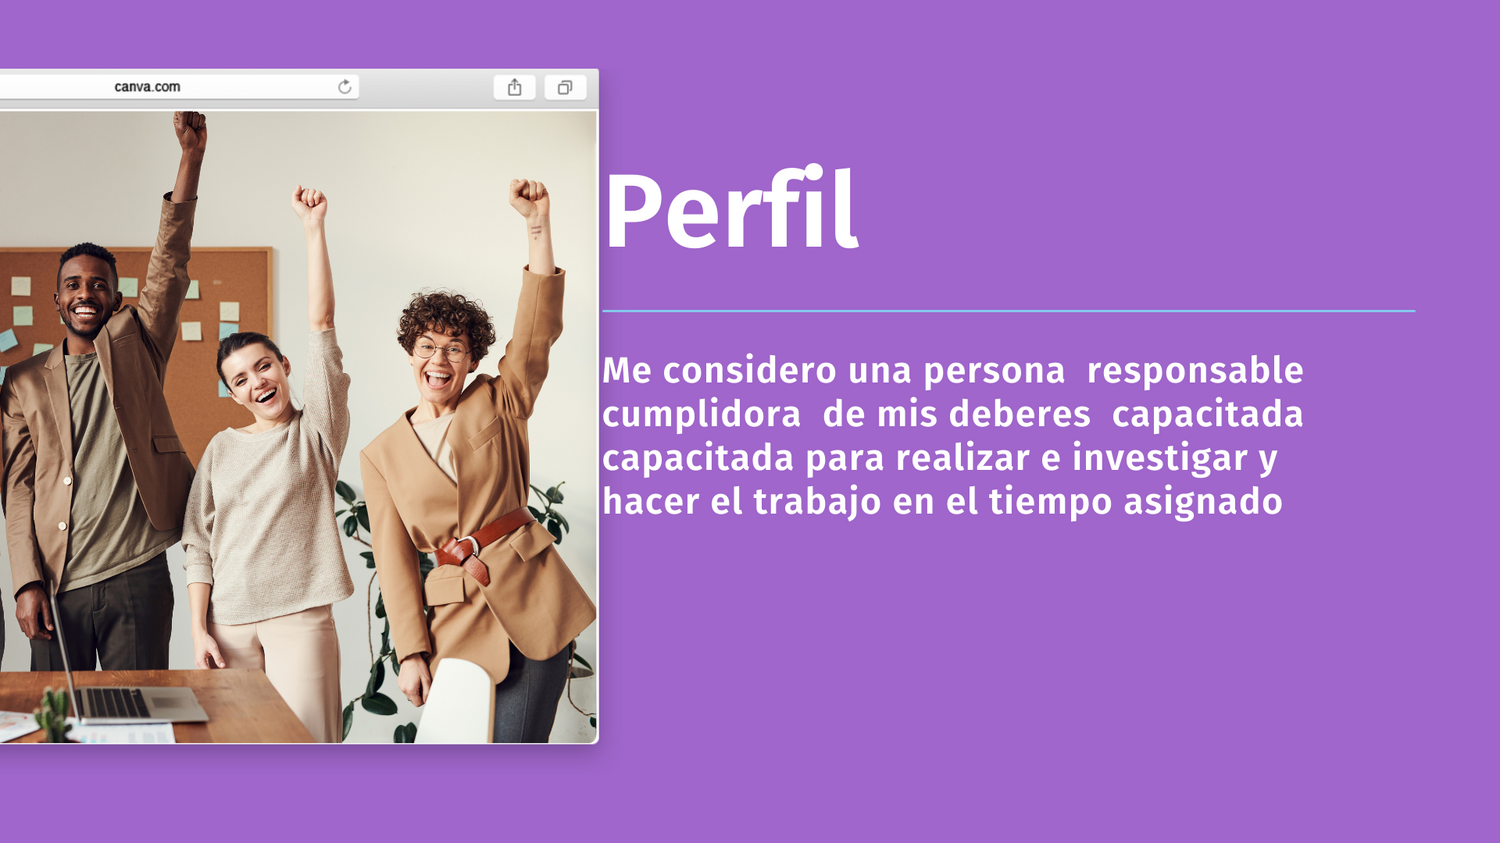 canva.com
Perfil
Me considero una persona  responsable
cumplidora  de mis deberes  capacitada
capacitada para realizar e investigar y
hacer el trabajo en el tiempo asignado